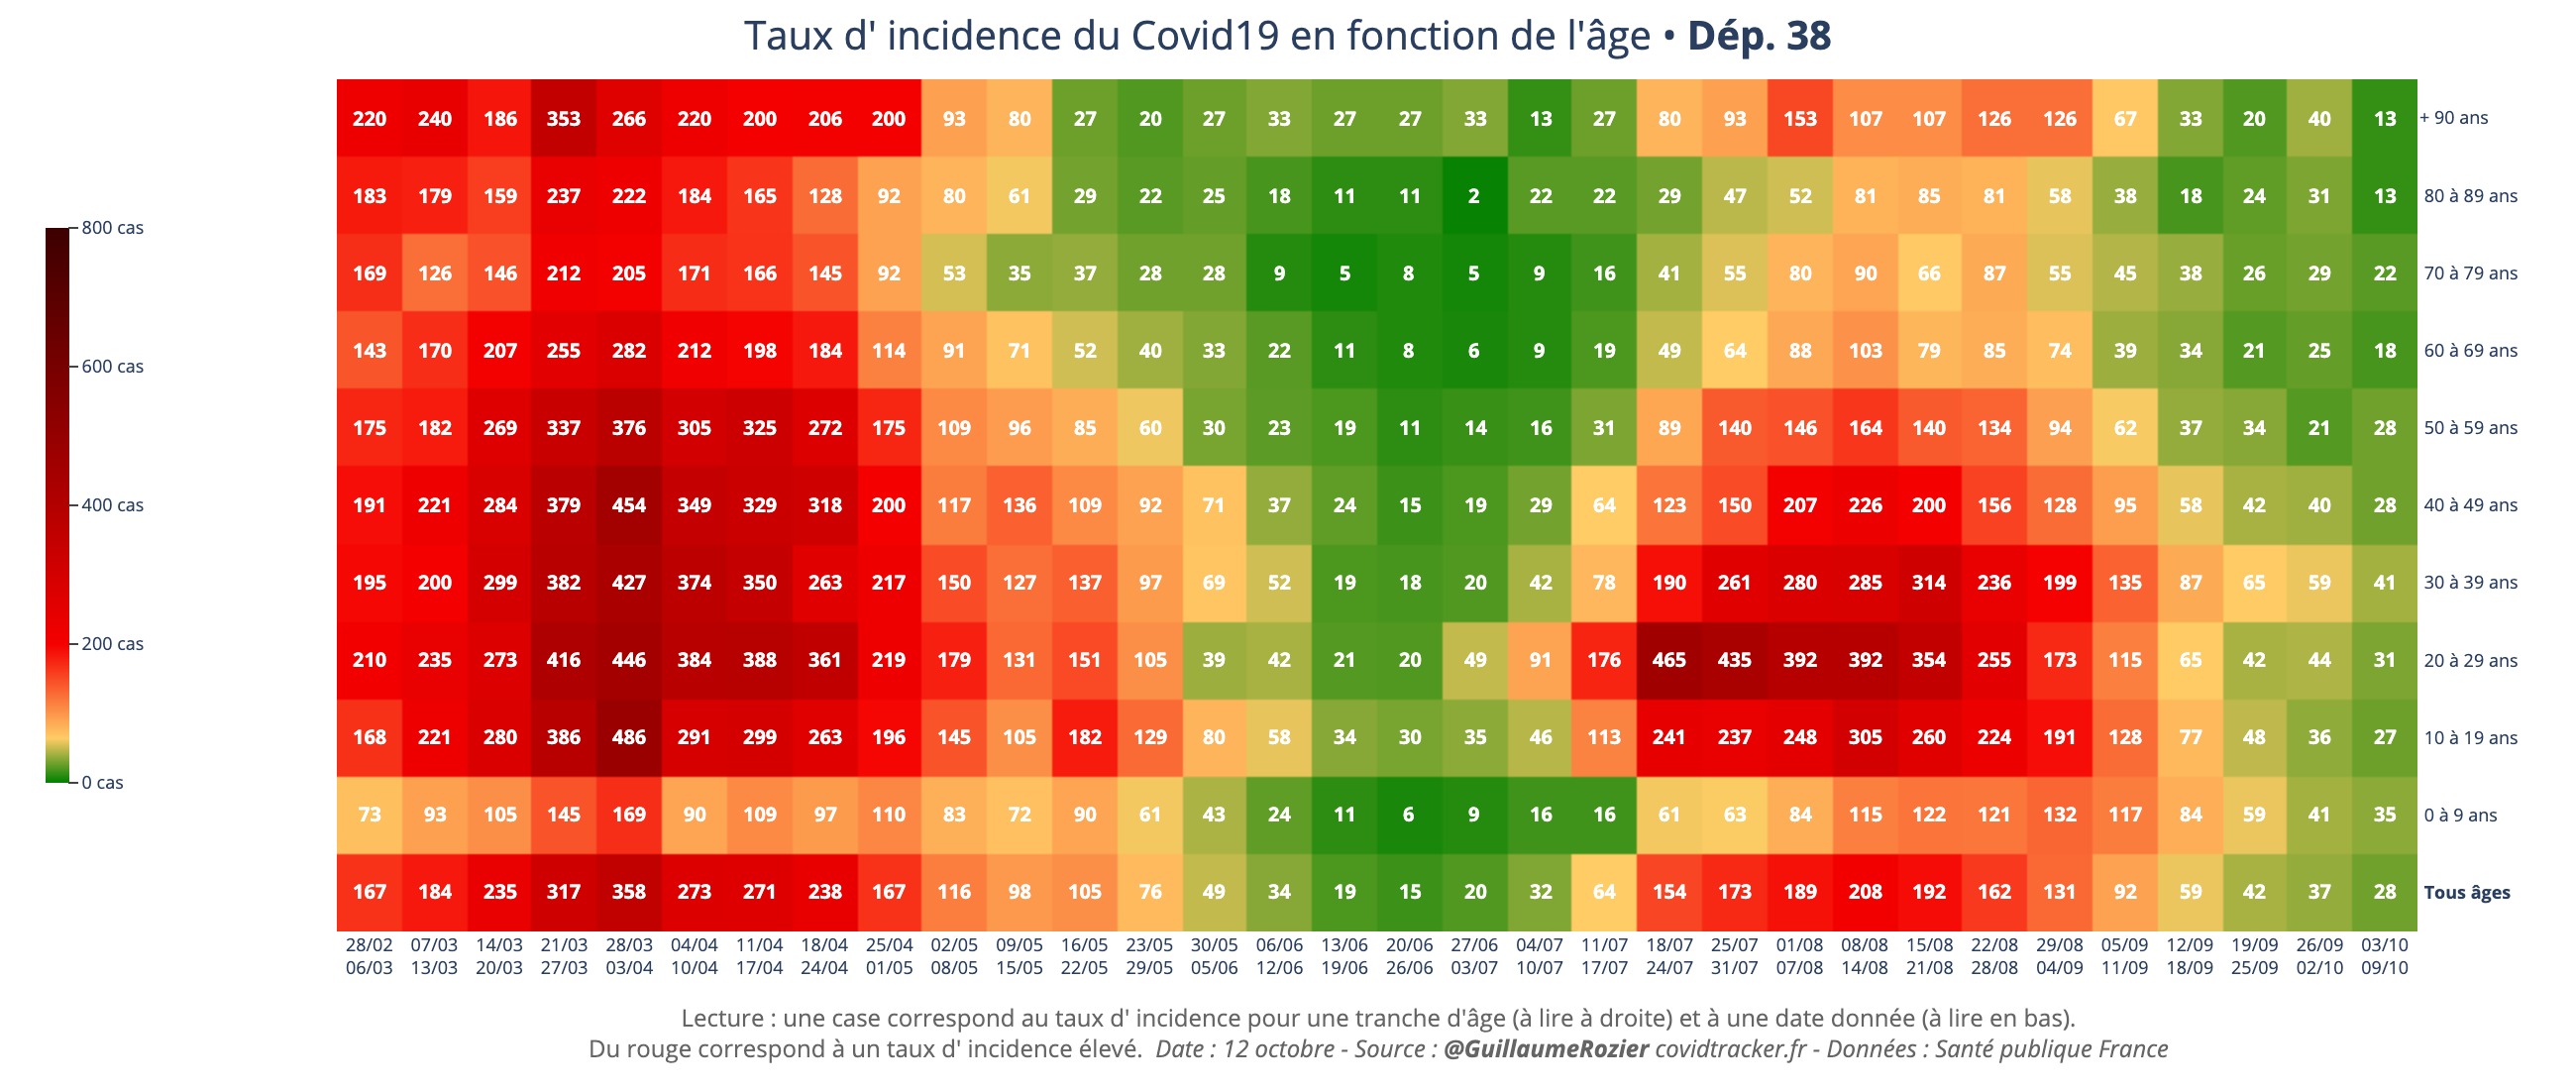 Taux d' incidence du Covid19 en fonction de l'âge • Dép. 38
800 cas
600 cas
400 cas
200 cas
0 cas
220 240 186 353 266 220 200 206 200 93 80 27 20 27 33 27 27 33 13 27 80 93 153 107 107 126 126 67 33 20 40 13 + 90 ans
183 179 159 237 222 184 165 128 92 80 61 29 22 25 18 11 11 2 22 22 29 47 52 81 85 81 58 38 18 24 31 13 80 à 89 ans
169 126 146 212 205 171 166 145 92 53 35 37 28 28 9 5 8 5 9 16 41 55 80 90 66 87 55 45 38 26 29 22 70 à 79 ans
143 170 207 255 282 212 198 184 114 91 71 52 40 33 22 11 8 6 9 19 49 64 88 103 79 85 74 39 34 21 25 18 60 à 69 ans
175 182 269 337 376 305 325 272 175 109 96 85 60 30 23 19 11 14 16 31 89 140 146 164 140 134 94 62 37 34 21 28 50 à 59 ans
191 221 284 379 454 349 329 318 200 117 136 109 92 71 37 24 15 19 29 64 123 150 207 226 200 156 128 95 58 42 40 28 40 à 49 ans
195 200 299 382 427 374 350 263 217 150 127 137 97 69 52 19 18 20 42 78 190 261 280 285 314 236 199 135 87 65 59 41 30 à 39 ans
210 235 273 416 446 384 388 361 219 179 131 151 105 39 42 21 20 49 91 176 465 435 392 392 354 255 173 115 65 42 44 31 20 à 29 ans
168 221 280 386 486 291 299 263 196 145 105 182 129 80 58 34 30 35 46 113 241 237 248 305 260 224 191 128 77 48 36 27 10 à 19 ans
73 93 105 145 169 90 109 97 110 83 72 90 61 43 24 11 6 9 16 16 61 63 84 115 122 121 132 117 84 59 41 35 0 à 9 ans
167 184 235 317 358 273 271 238 167 116 98 105 76 49 34 19 15 20 32 64 154 173 189 208 192 162 131 92 59 42 37 28 Tous âges
28/02 07/03 14/03 21/03 28/03 04/04 11/04 18/04 25/04 02/05 09/05 16/05 23/05 30/05 06/06 13/06 20/06 27/06 04/07 11/07 18/07 25/07 01/08 08/08 15/08 22/08 29/08 05/09 12/09 19/09 26/09 03/10
06/03 13/03 20/03 27/03 03/04 10/04 17/04 24/04 01/05 08/05 15/05 22/05 29/05 05/06 12/06 19/06 26/06 03/07 10/07 17/07 24/07 31/07 07/08 14/08 21/08 28/08 04/09 11/09 18/09 25/09 02/10 09/10
Lecture : une case correspond au taux d' incidence pour une tranche d'âge (à lire à droite) et à une date donnée (à lire en bas).
Du rouge correspond à un taux d' incidence élevé. Date : 12 octobre - Source : @GuillaumeRozier covidtracker.fr - Données : Santé publique France